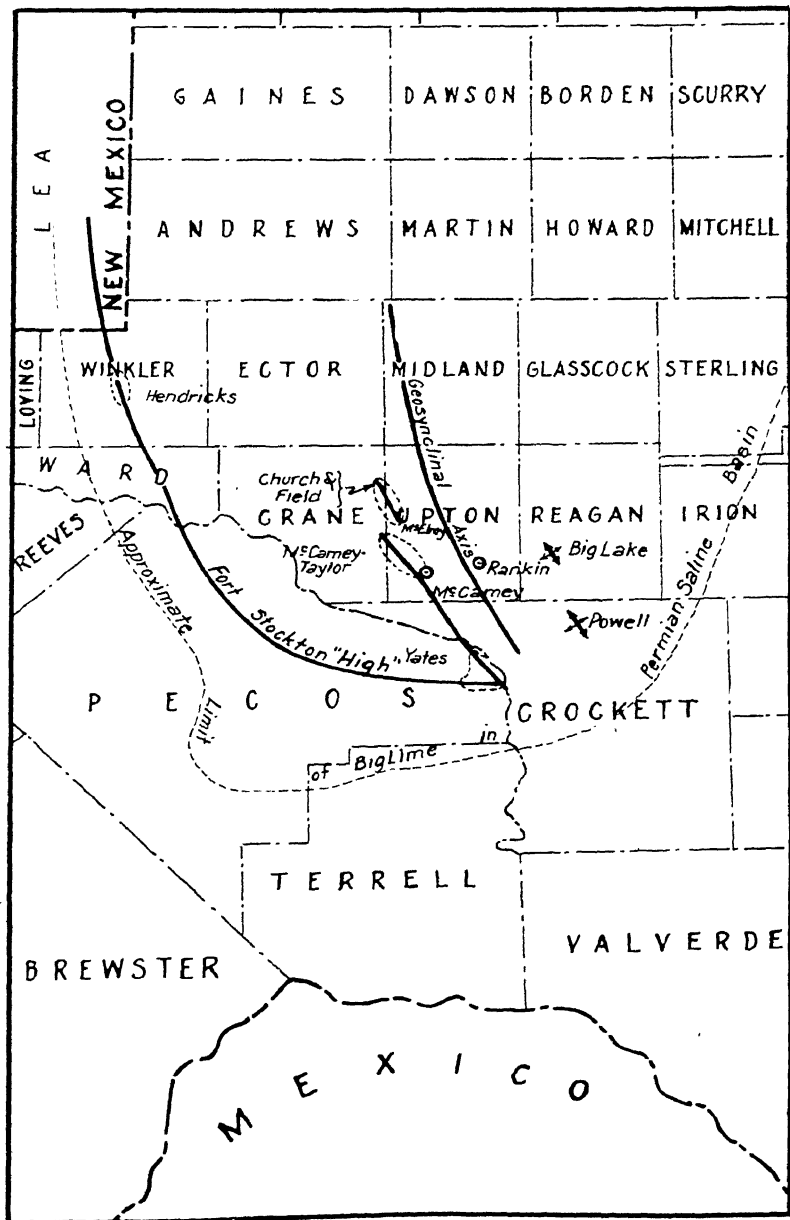 GAINES
DAWSON
BORDEN
SCURRY
LEA
NEW MEXICO
ANDREWS
MARTIN
HOWARD
MITCHELL
LOVING
WINKLER
Hendricks
ECTOR
MIDLAND
GLASSCOCK
STERLING
Geosynclinal Axis
WARD
Church &
Field
CRANE
UPTON
McElroy
REAGAN
IRION
REEVES
McCamey-
Taylor
Rankin
McCamey
Big Lake
Powell
Fort Stockton "High"
Yates
PECOS
CROCKETT
Approximate Limit of Big Lime in Permian Saline Basin
TERRELL
BREWSTER
VALVERDE
MEXICO